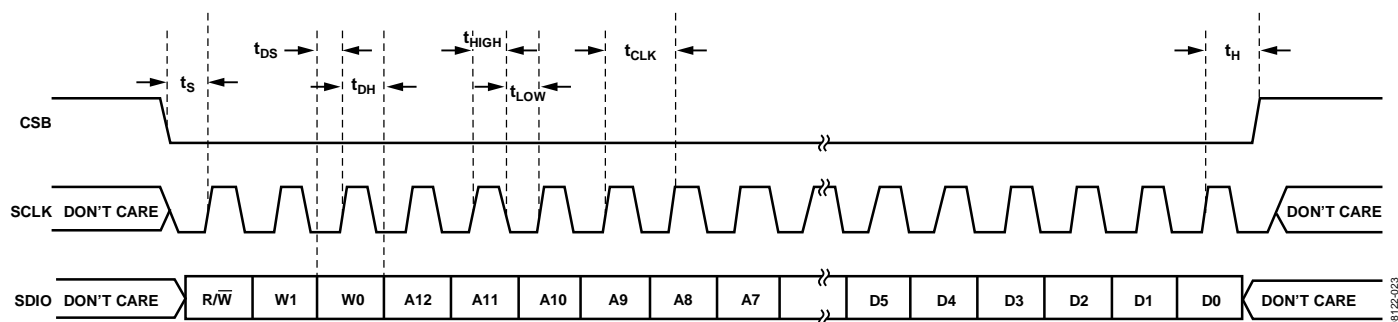 tDS tHIGH tCLK tH
tS tDH tLOW
CSB
SCLK DON'T CARE DON'T CARE
SDIO DON'T CARE R/W̅ W1 W0 A12 A11 A10 A9 A8 A7 D5 D4 D3 D2 D1 D0 DON'T CARE
08122-023